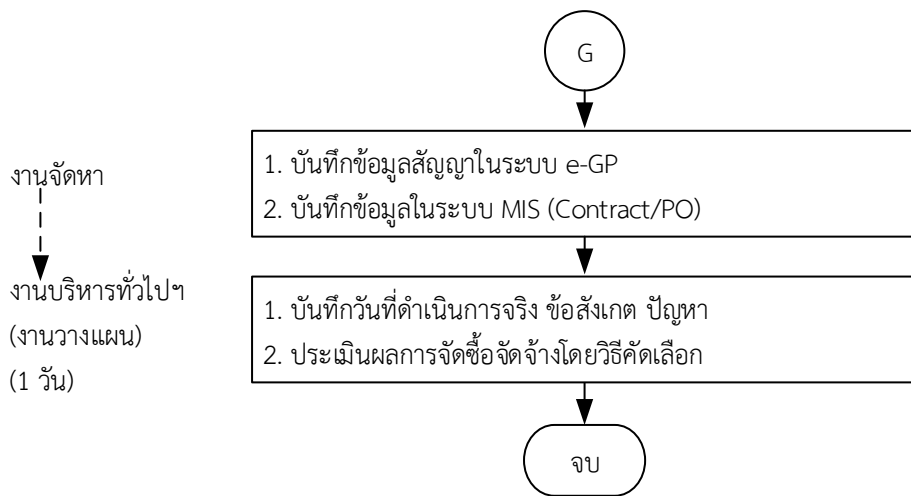 G
1. บันทึกข้อมูลสัญญาในระบบ e-GP
2. บันทึกข้อมูลในระบบ MIS (Contract/PO)
งานจัดหา
งานบริหารทั่วไปฯ
(งานวางแผน)
(1 วัน)
1. บันทึกวันที่ดำเนินการจริง ข้อสังเกต ปัญหา
2. ประเมินผลการจัดซื้อจัดจ้างโดยวิธีคัดเลือก
จบ